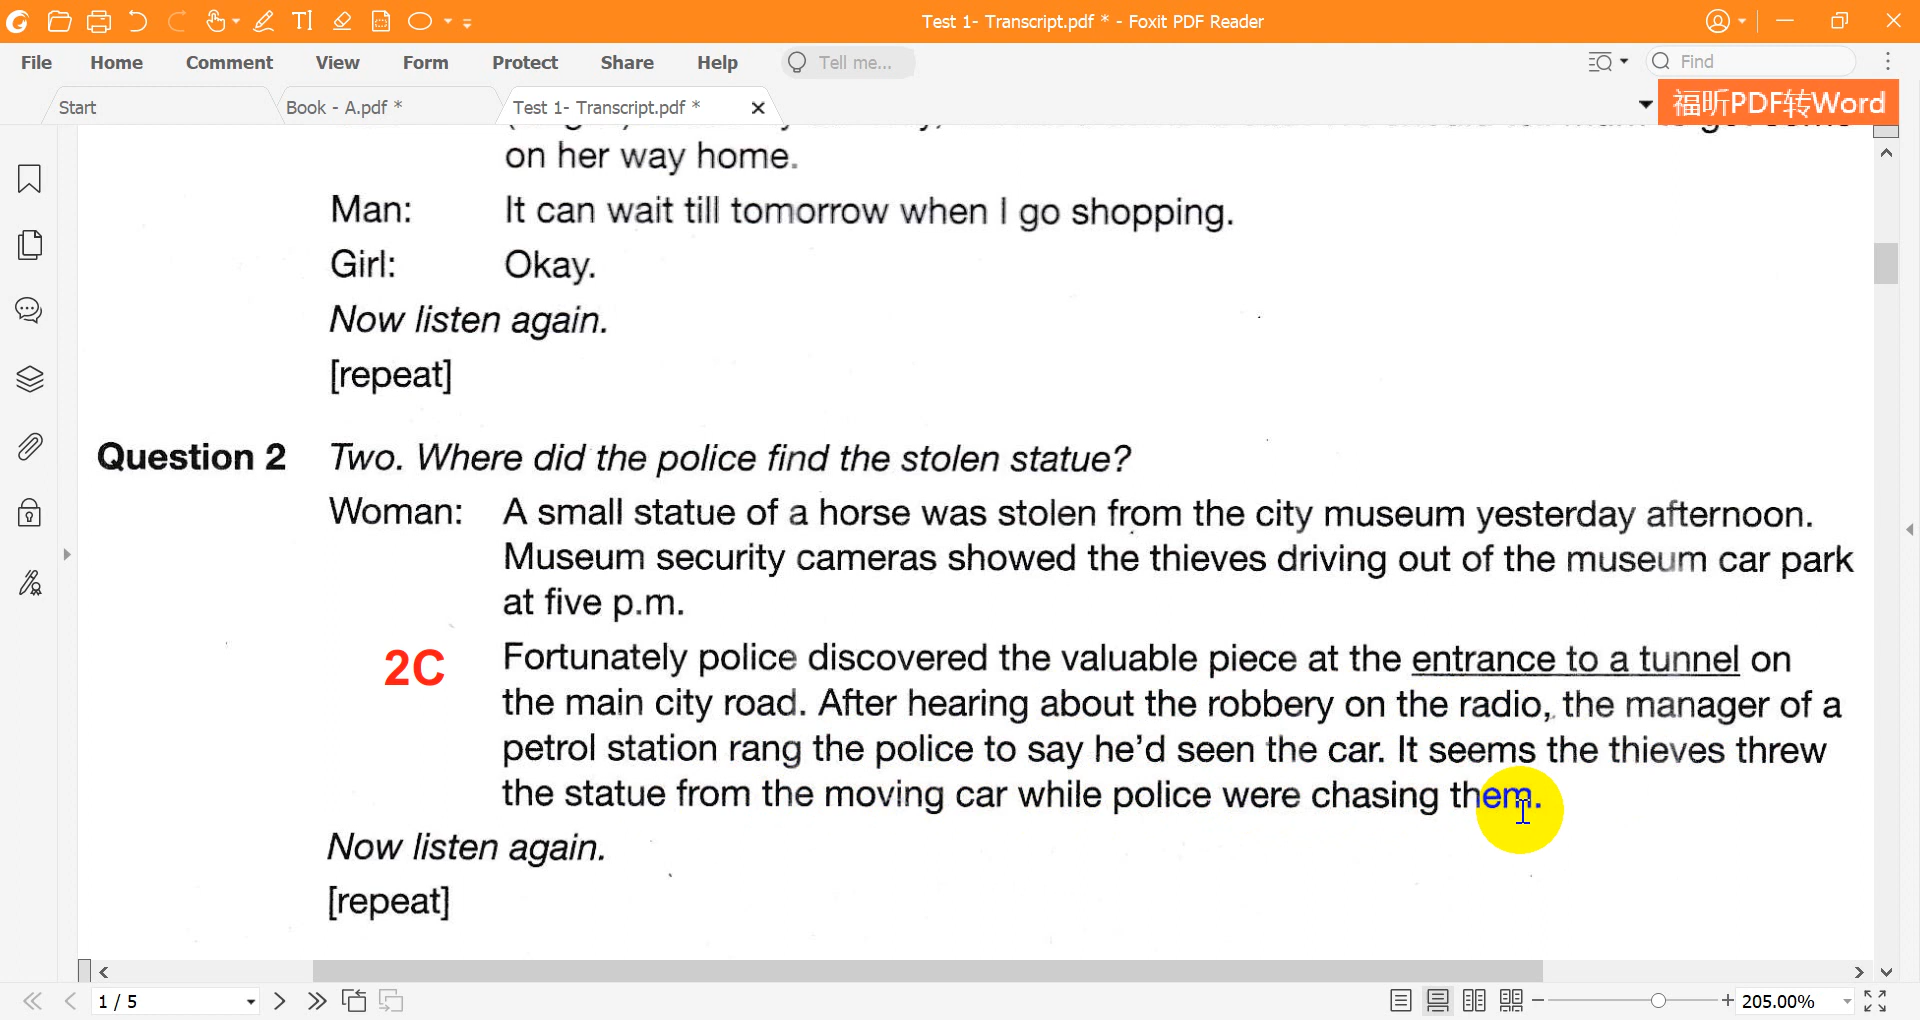 Test 1- Transcript.pdf * - Foxit PDF Reader
File Home Comment View Form Protect Share Help Tell me... Find
Start Book - A.pdf * Test 1- Transcript.pdf * 福昕PDF转Word
on her way home.
Man: It can wait till tomorrow when I go shopping.
Girl: Okay.
Now listen again.
[repeat]
Question 2 Two. Where did the police find the stolen statue?
Woman: A small statue of a horse was stolen from the city museum yesterday afternoon.
Museum security cameras showed the thieves driving out of the museum car park
at five p.m.
2C Fortunately police discovered the valuable piece at the entrance to a tunnel on
the main city road. After hearing about the robbery on the radio, the manager of a
petrol station rang the police to say he'd seen the car. It seems the thieves threw
the statue from the moving car while police were chasing them.
Now listen again.
[repeat]
1 / 5 205.00%